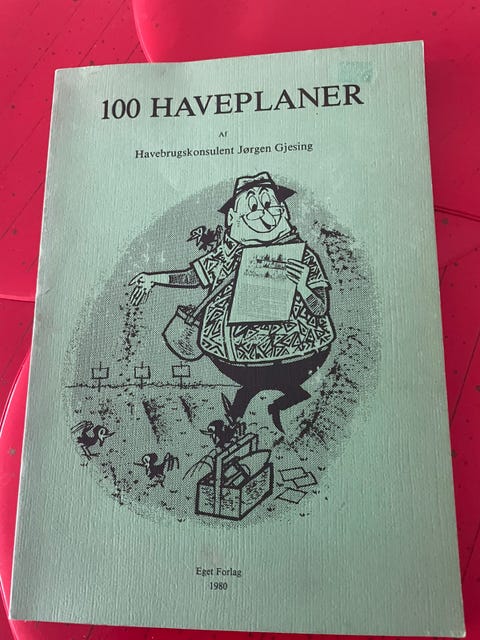 100 HAVEPLANER
Af
Havebrugskonsulent Jørgen Gjesing
Eget Forlag
1980